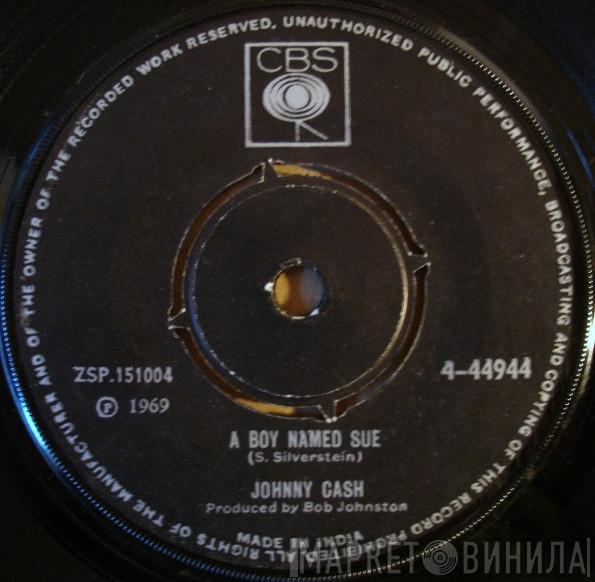 CBS
ZSP.151004
4-44944
℗ 1969
A BOY NAMED SUE
(S. Silverstein)
JOHNNY CASH
Produced by Bob Johnston
MADE IN
ALL RIGHTS OF THE MANUFACTURER AND OF THE OWNER OF THE RECORDED WORK RESERVED, UNAUTHORIZED PUBLIC PERFORMANCE, BROADCASTING AND COPYING OF THIS RECORD
МАРКЕТ ВИНИЛА